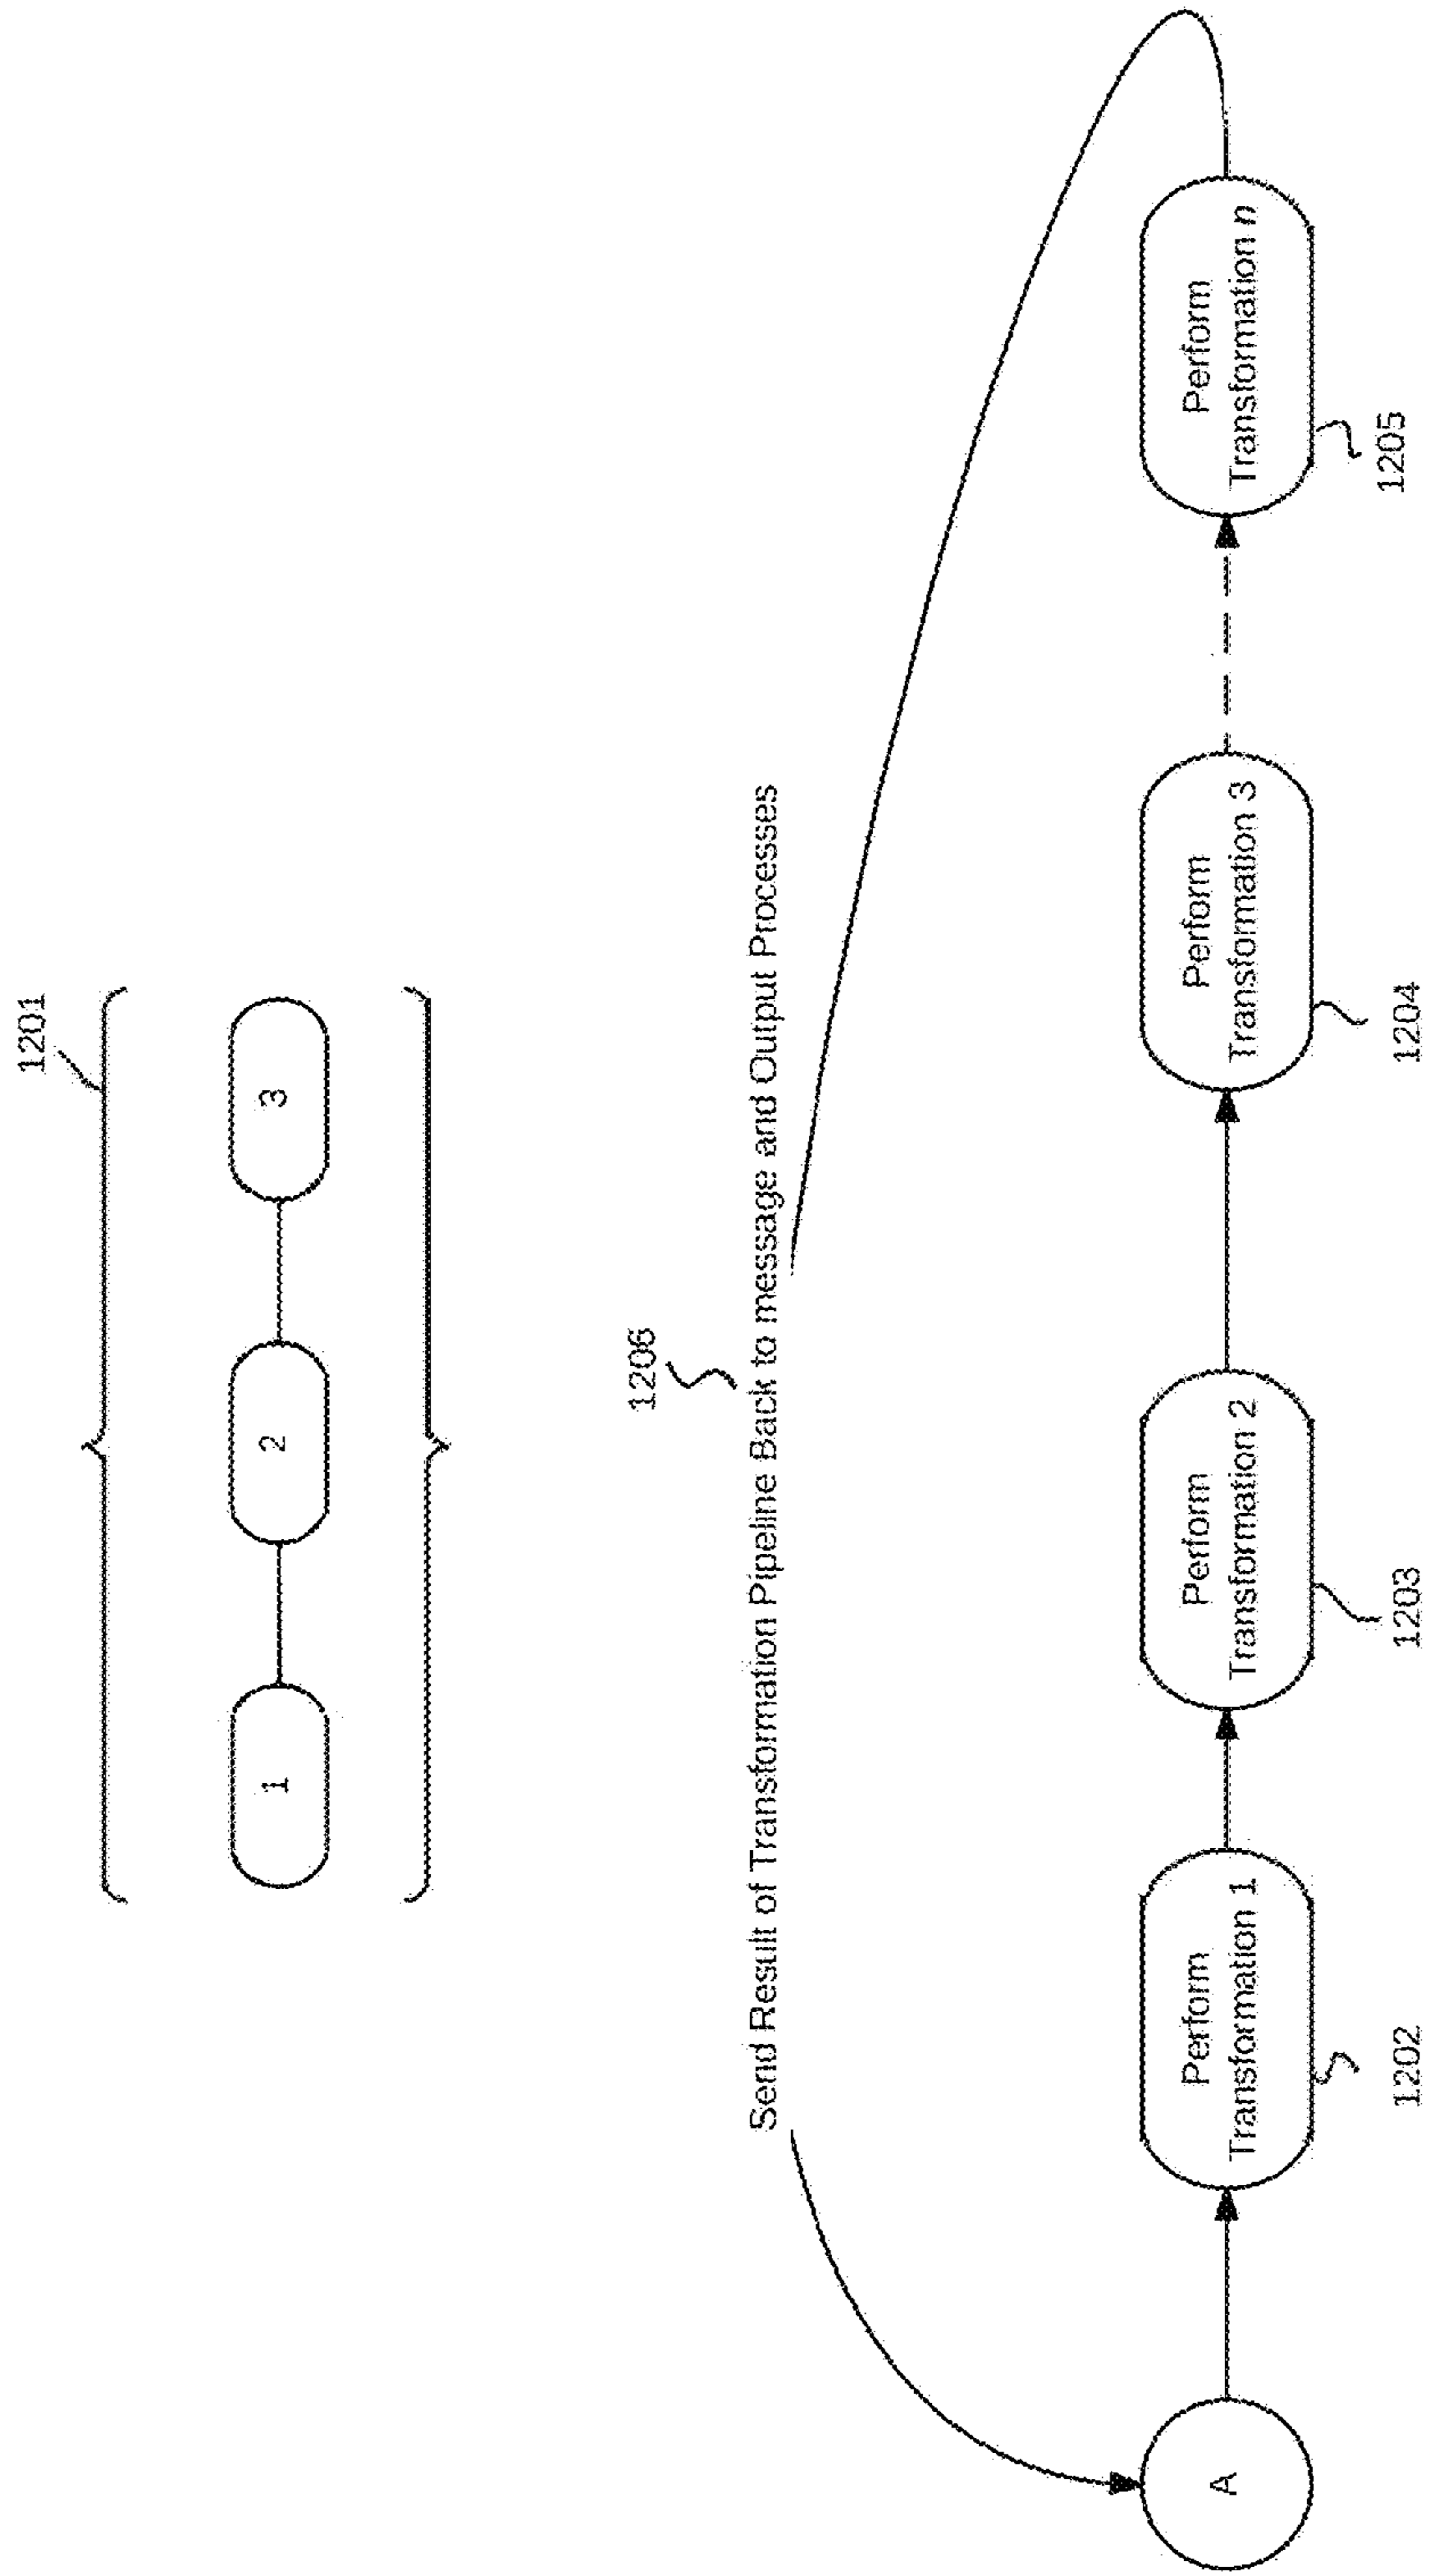 1201
1
2
3
1206
Send Result of Transformation Pipeline Back to message and Output Processes
A
Perform
Transformation 1
Perform
Transformation 2
Perform
Transformation 3
Perform
Transformation n
1202
1203
1204
1205